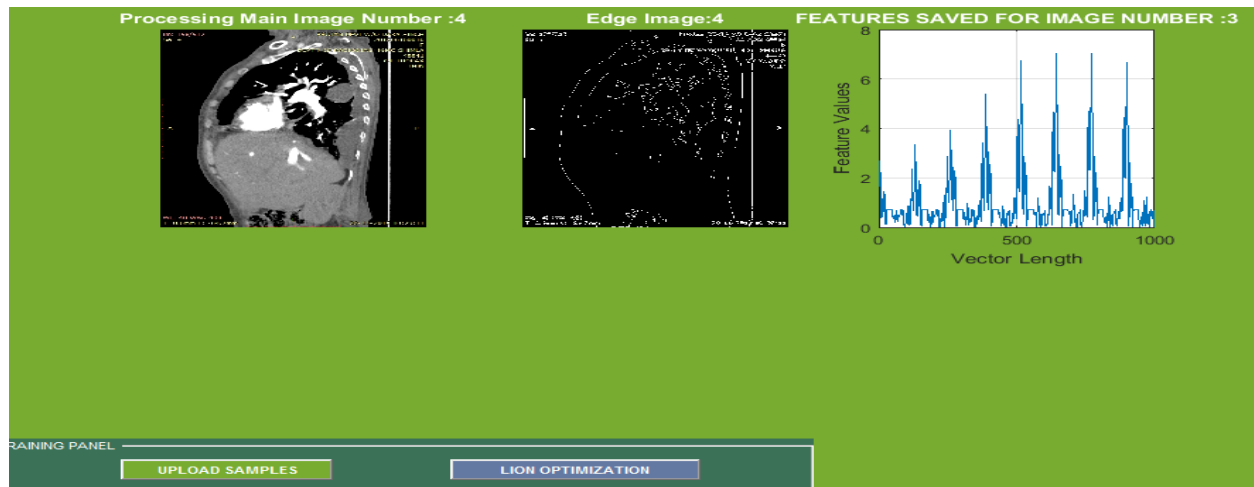 Processing Main Image Number :4
Edge Image:4
FEATURES SAVED FOR IMAGE NUMBER :3
8
6
4
2
0
Feature Values
0
500
1000
Vector Length
RAINING PANEL
UPLOAD SAMPLES
LION OPTIMIZATION